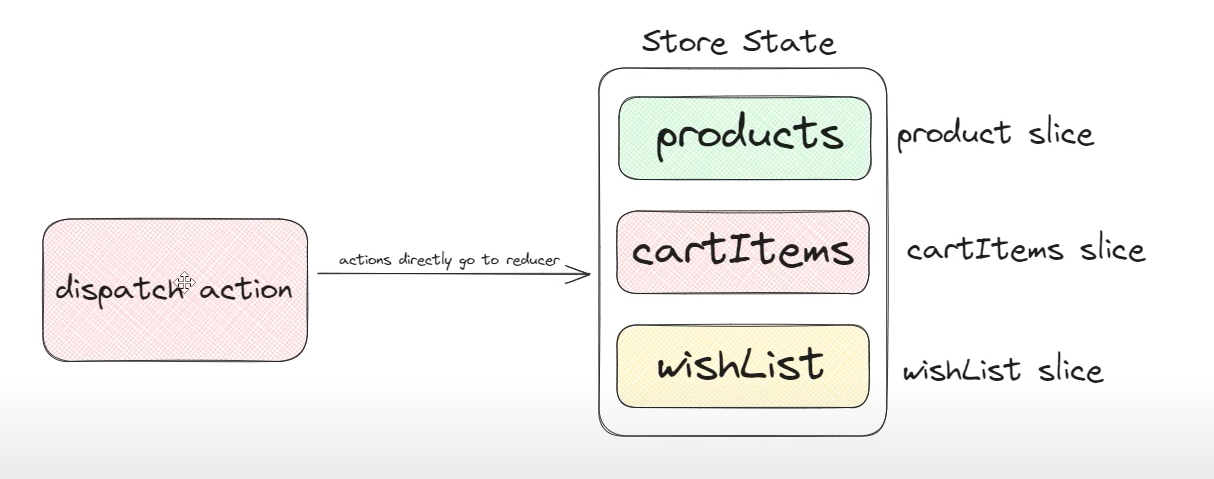 Store State
products
product slice
cartItems
cartItems slice
dispatch action
actions directly go to reducer
wishList
wishList slice